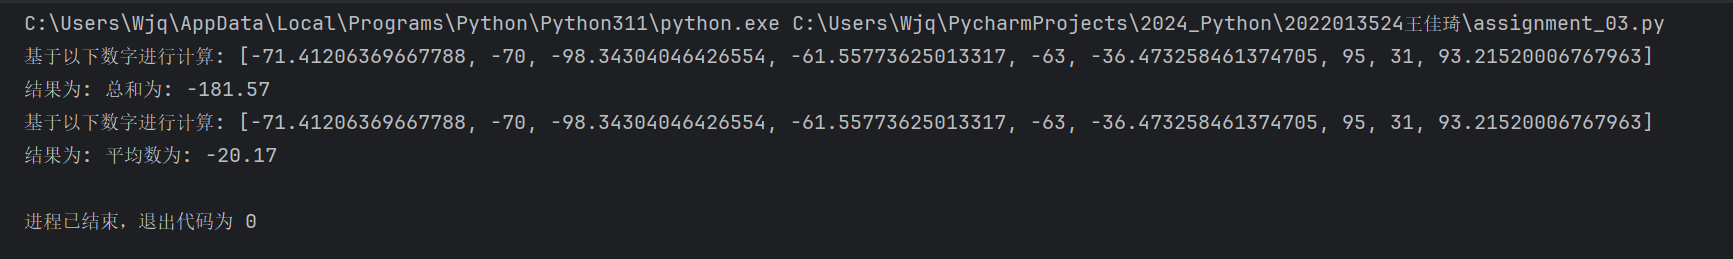 C:\Users\Wjq\AppData\Local\Programs\Python\Python311\python.exe C:\Users\Wjq\PycharmProjects\2024_Python\2022013524王佳琦\assignment_03.py
基于以下数字进行计算: [-71.41206369667788, -70, -98.34304046426554, -61.55773625013317, -63, -36.473258461374705, 95, 31, 93.21520006767963]
结果为: 总和为: -181.57
基于以下数字进行计算: [-71.41206369667788, -70, -98.34304046426554, -61.55773625013317, -63, -36.473258461374705, 95, 31, 93.21520006767963]
结果为: 平均数为: -20.17
进程已结束，退出代码为 0